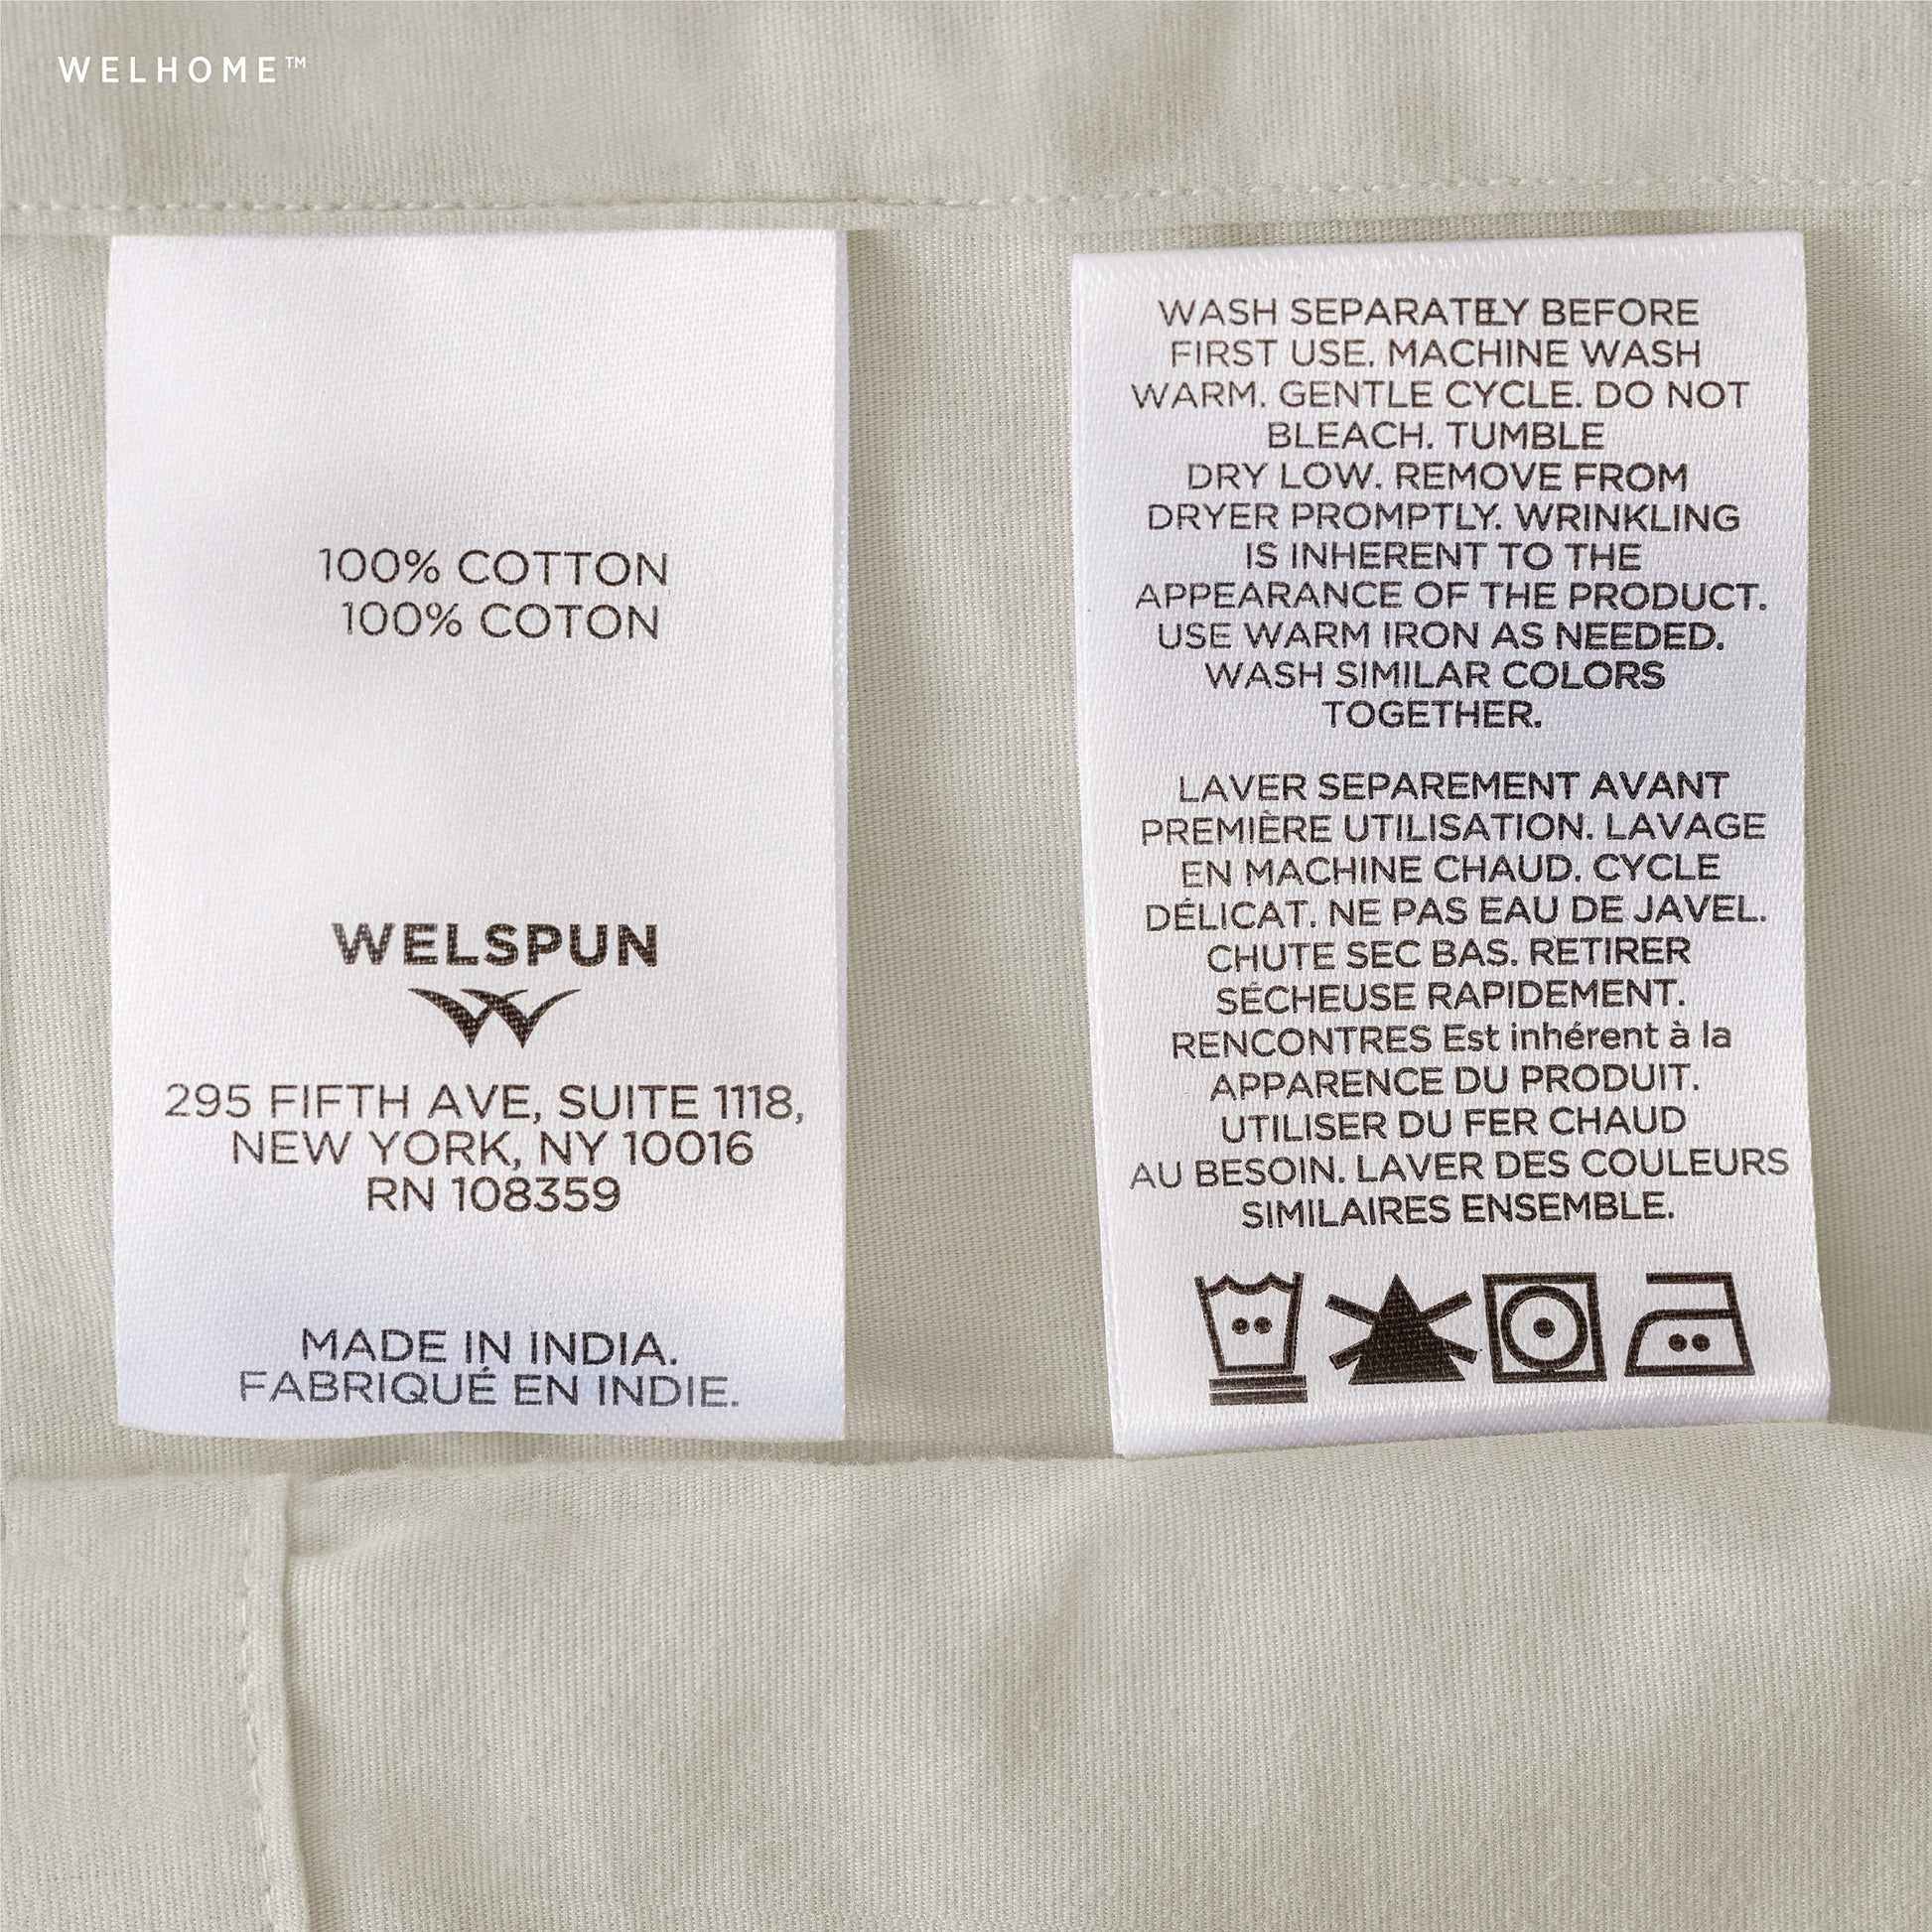 WELHOME™
100% COTTON
100% COTON
WELSPUN
295 FIFTH AVE, SUITE 1118,
NEW YORK, NY 10016
RN 108359
MADE IN INDIA.
FABRIQUÉ EN INDIE.
WASH SEPARATELY BEFORE
FIRST USE. MACHINE WASH
WARM. GENTLE CYCLE. DO NOT
BLEACH. TUMBLE
DRY LOW. REMOVE FROM
DRYER PROMPTLY. WRINKLING
IS INHERENT TO THE
APPEARANCE OF THE PRODUCT.
USE WARM IRON AS NEEDED.
WASH SIMILAR COLORS
TOGETHER.
LAVER SEPAREMENT AVANT
PREMIÈRE UTILISATION. LAVAGE
EN MACHINE CHAUD. CYCLE
DÉLICAT. NE PAS EAU DE JAVEL.
CHUTE SEC BAS. RETIRER
SÉCHEUSE RAPIDEMENT.
RENCONTRES Est inhérent à la
APPARENCE DU PRODUIT.
UTILISER DU FER CHAUD
AU BESOIN. LAVER DES COULEURS
SIMILAIRES ENSEMBLE.